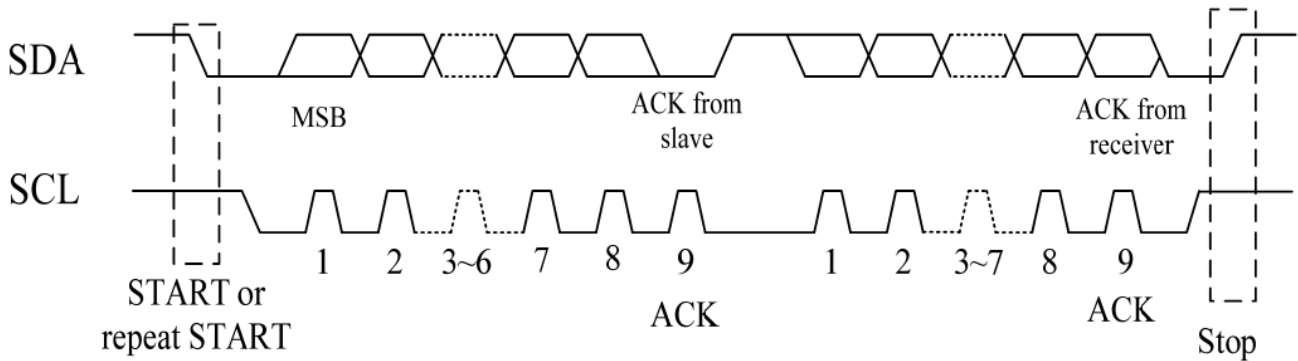 SDA
MSB
ACK from
slave
ACK from
receiver
SCL
1 2 3~6 7 8 9 1 2 3~7 8 9
START or
repeat START
ACK
ACK
Stop